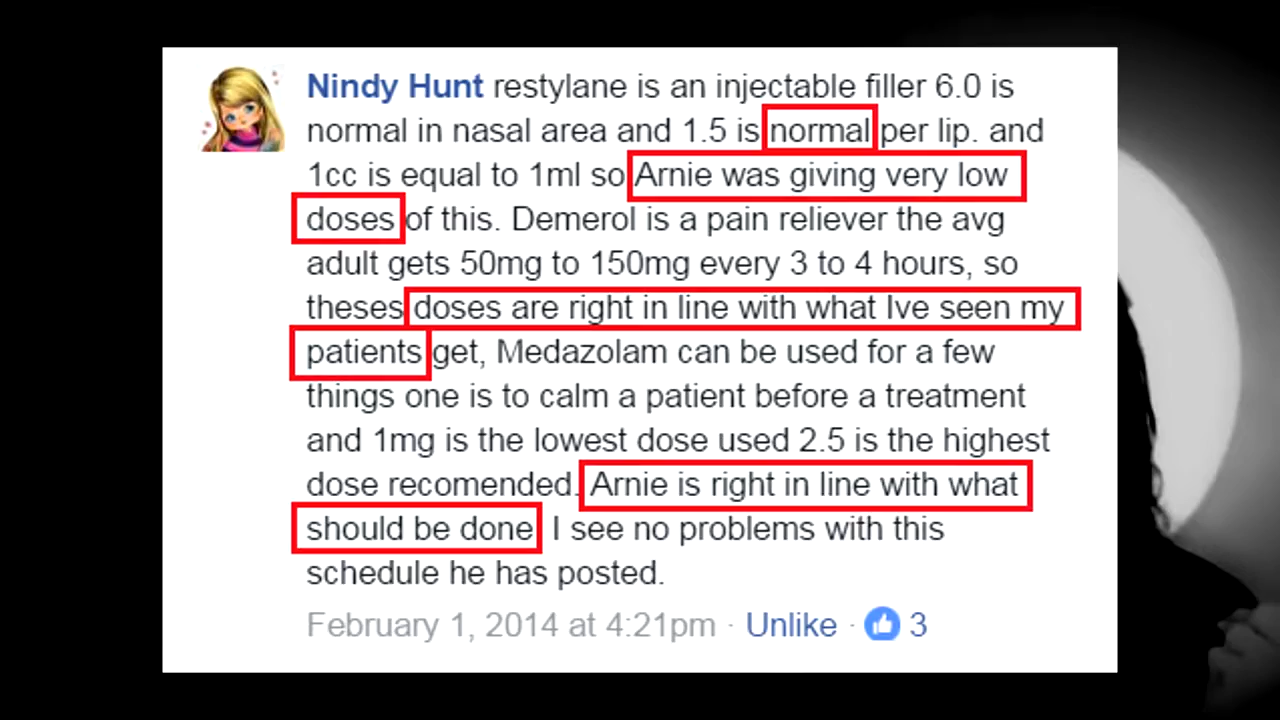 Nindy Hunt restylane is an injectable filler 6.0 is
normal in nasal area and 1.5 is normal per lip. and
1cc is equal to 1ml so Arnie was giving very low
doses of this. Demerol is a pain reliever the avg
adult gets 50mg to 150mg every 3 to 4 hours, so
theses doses are right in line with what Ive seen my
patients get, Medazolam can be used for a few
things one is to calm a patient before a treatment
and 1mg is the lowest dose used 2.5 is the highest
dose recomended. Arnie is right in line with what
should be done I see no problems with this
schedule he has posted.
February 1, 2014 at 4:21pm · Unlike · 3